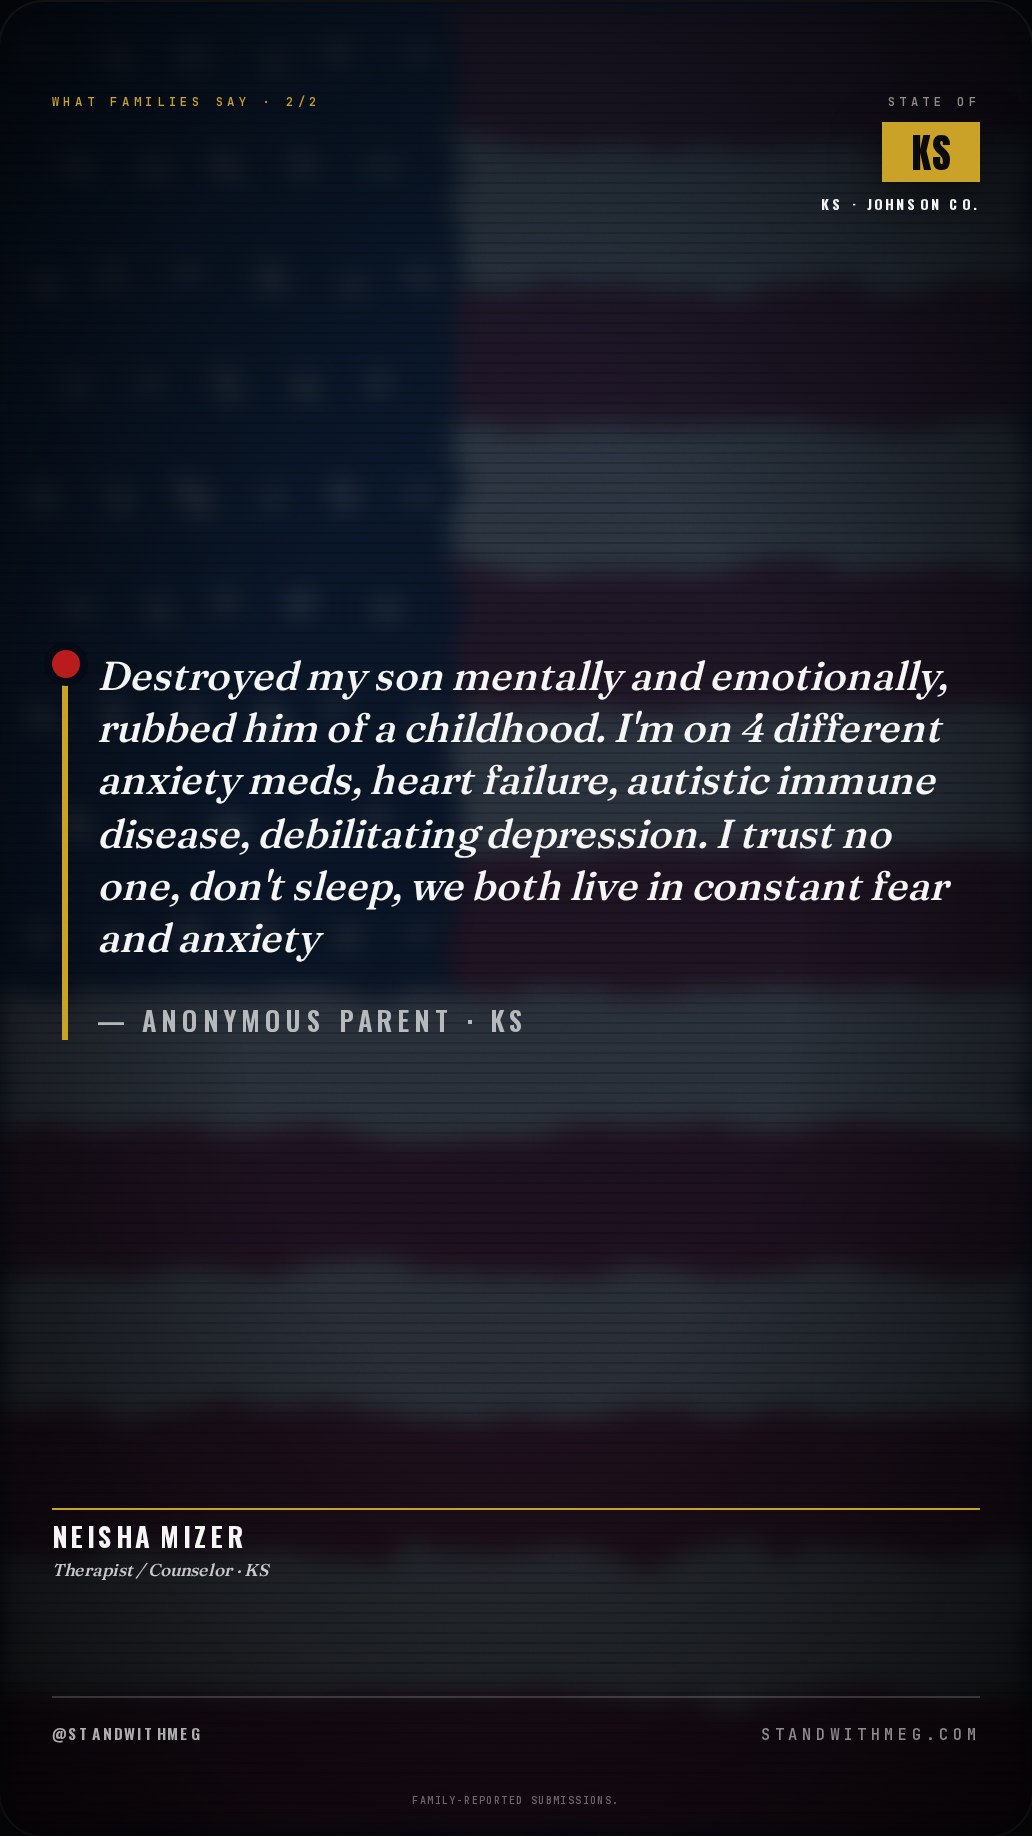 WHAT FAMILIES SAY · 2/2
STATE OF
KS
KS · JOHNSON CO.
Destroyed my son mentally and emotionally,
rubbed him of a childhood. I'm on 4 different
anxiety meds, heart failure, autistic immune
disease, debilitating depression. I trust no
one, don't sleep, we both live in constant fear
and anxiety
— ANONYMOUS PARENT · KS
NEISHA MIZER
Therapist / Counselor · KS
@STANDWITHMEG
STANDWITHMEG.COM
FAMILY-REPORTED SUBMISSIONS.